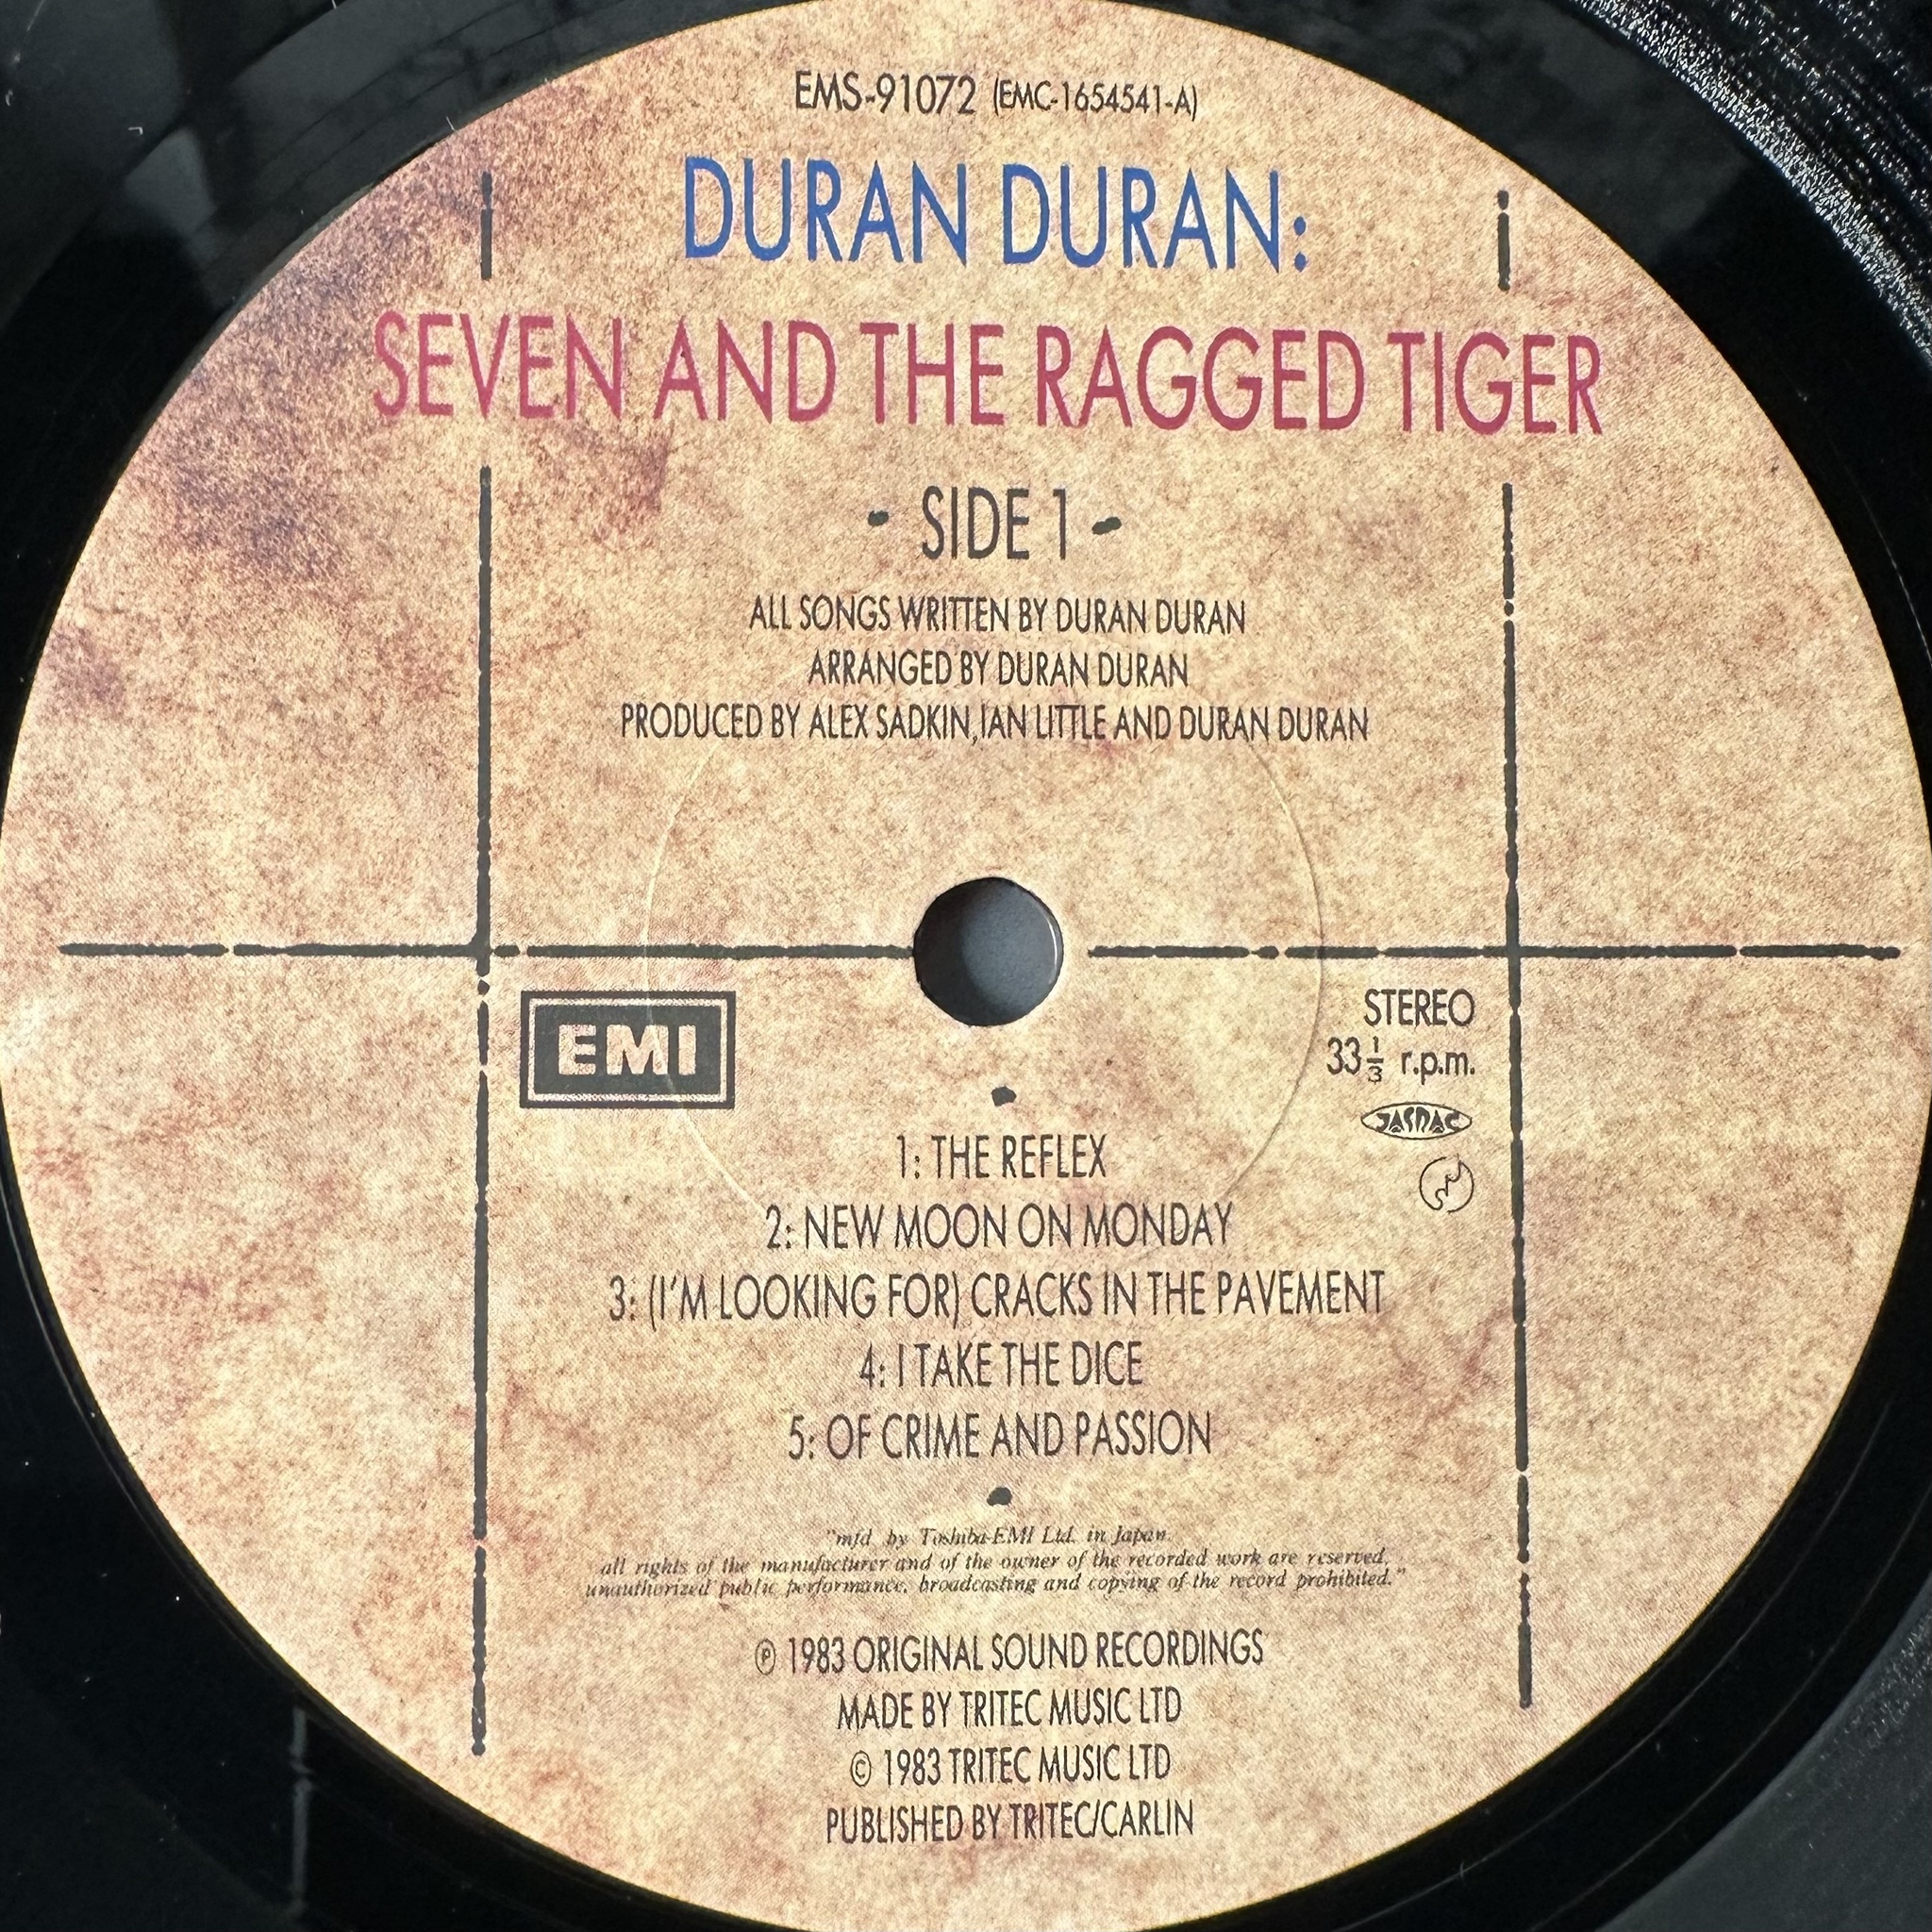 EMS-91072 (EMC-1654541-A)
DURAN DURAN:
SEVEN AND THE RAGGED TIGER
- SIDE 1 -
ALL SONGS WRITTEN BY DURAN DURAN
ARRANGED BY DURAN DURAN
PRODUCED BY ALEX SADKIN, IAN LITTLE AND DURAN DURAN
EMI
STEREO
33 1/3 r.p.m.
JASRAC
1: THE REFLEX
2: NEW MOON ON MONDAY
3: (I'M LOOKING FOR) CRACKS IN THE PAVEMENT
4: I TAKE THE DICE
5: OF CRIME AND PASSION
"mfd. by Toshiba-EMI Ltd. in Japan.
all rights of the manufacturer and of the owner of the recorded work are reserved,
unauthorized public performance, broadcasting and copying of the record prohibited."
℗ 1983 ORIGINAL SOUND RECORDINGS
MADE BY TRITEC MUSIC LTD
© 1983 TRITEC MUSIC LTD
PUBLISHED BY TRITEC/CARLIN